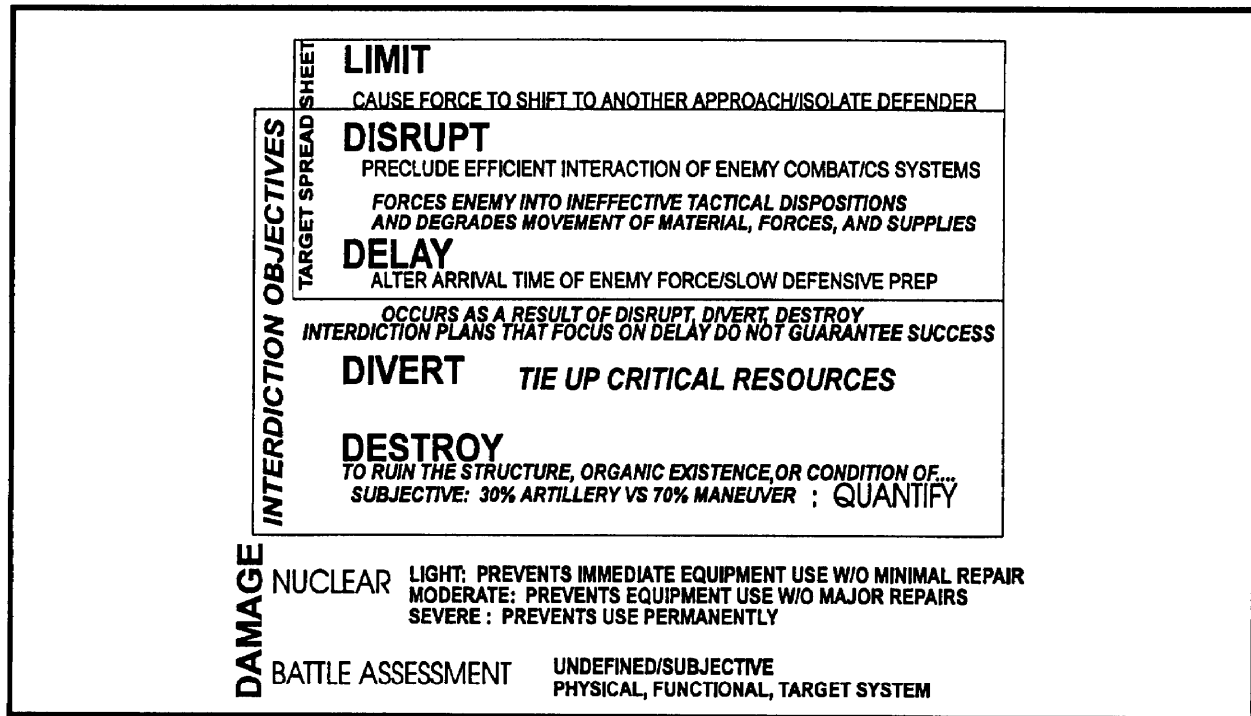 TARGET SPREAD SHEET
LIMIT
CAUSE FORCE TO SHIFT TO ANOTHER APPROACH/ISOLATE DEFENDER
INTERDICTION OBJECTIVES
DISRUPT
PRECLUDE EFFICIENT INTERACTION OF ENEMY COMBAT/CS SYSTEMS
FORCES ENEMY INTO INEFFECTIVE TACTICAL DISPOSITIONS
AND DEGRADES MOVEMENT OF MATERIAL, FORCES, AND SUPPLIES
DELAY
ALTER ARRIVAL TIME OF ENEMY FORCE/SLOW DEFENSIVE PREP
OCCURS AS A RESULT OF DISRUPT, DIVERT, DESTROY
INTERDICTION PLANS THAT FOCUS ON DELAY DO NOT GUARANTEE SUCCESS
DIVERT TIE UP CRITICAL RESOURCES
DESTROY
TO RUIN THE STRUCTURE, ORGANIC EXISTENCE, OR CONDITION OF....
SUBJECTIVE: 30% ARTILLERY VS 70% MANEUVER : QUANTIFY
DAMAGE
NUCLEAR LIGHT: PREVENTS IMMEDIATE EQUIPMENT USE W/O MINIMAL REPAIR
MODERATE: PREVENTS EQUIPMENT USE W/O MAJOR REPAIRS
SEVERE : PREVENTS USE PERMANENTLY
BATTLE ASSESSMENT UNDEFINED/SUBJECTIVE
PHYSICAL, FUNCTIONAL, TARGET SYSTEM